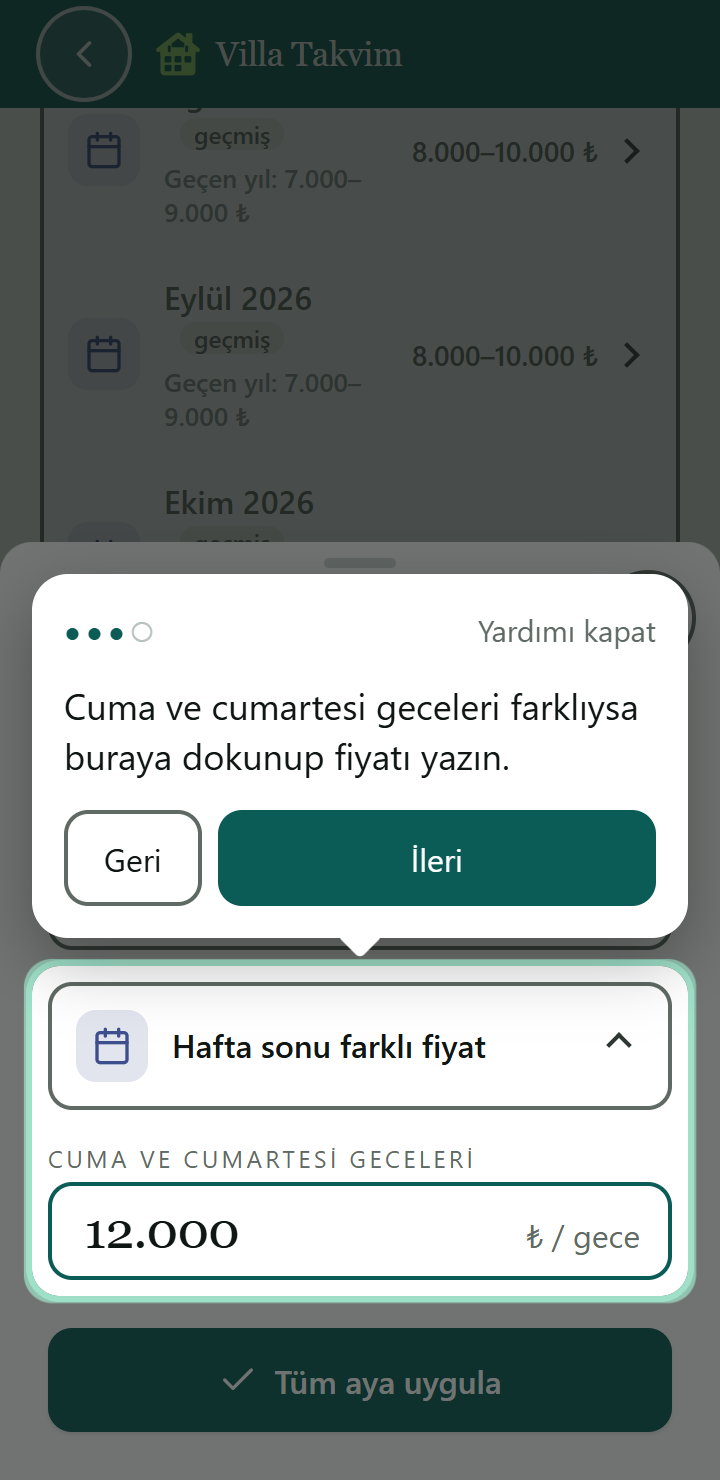 Villa Takvim
geçmiş
8.000–10.000 ₺
Geçen yıl: 7.000–
9.000 ₺
Eylül 2026
geçmiş
8.000–10.000 ₺
Geçen yıl: 7.000–
9.000 ₺
Ekim 2026
Yardımı kapat
Cuma ve cumartesi geceleri farklıysa
buraya dokunup fiyatı yazın.
Geri
İleri
Hafta sonu farklı fiyat
CUMA VE CUMARTESİ GECELERİ
12.000 ₺ / gece
Tüm aya uygula